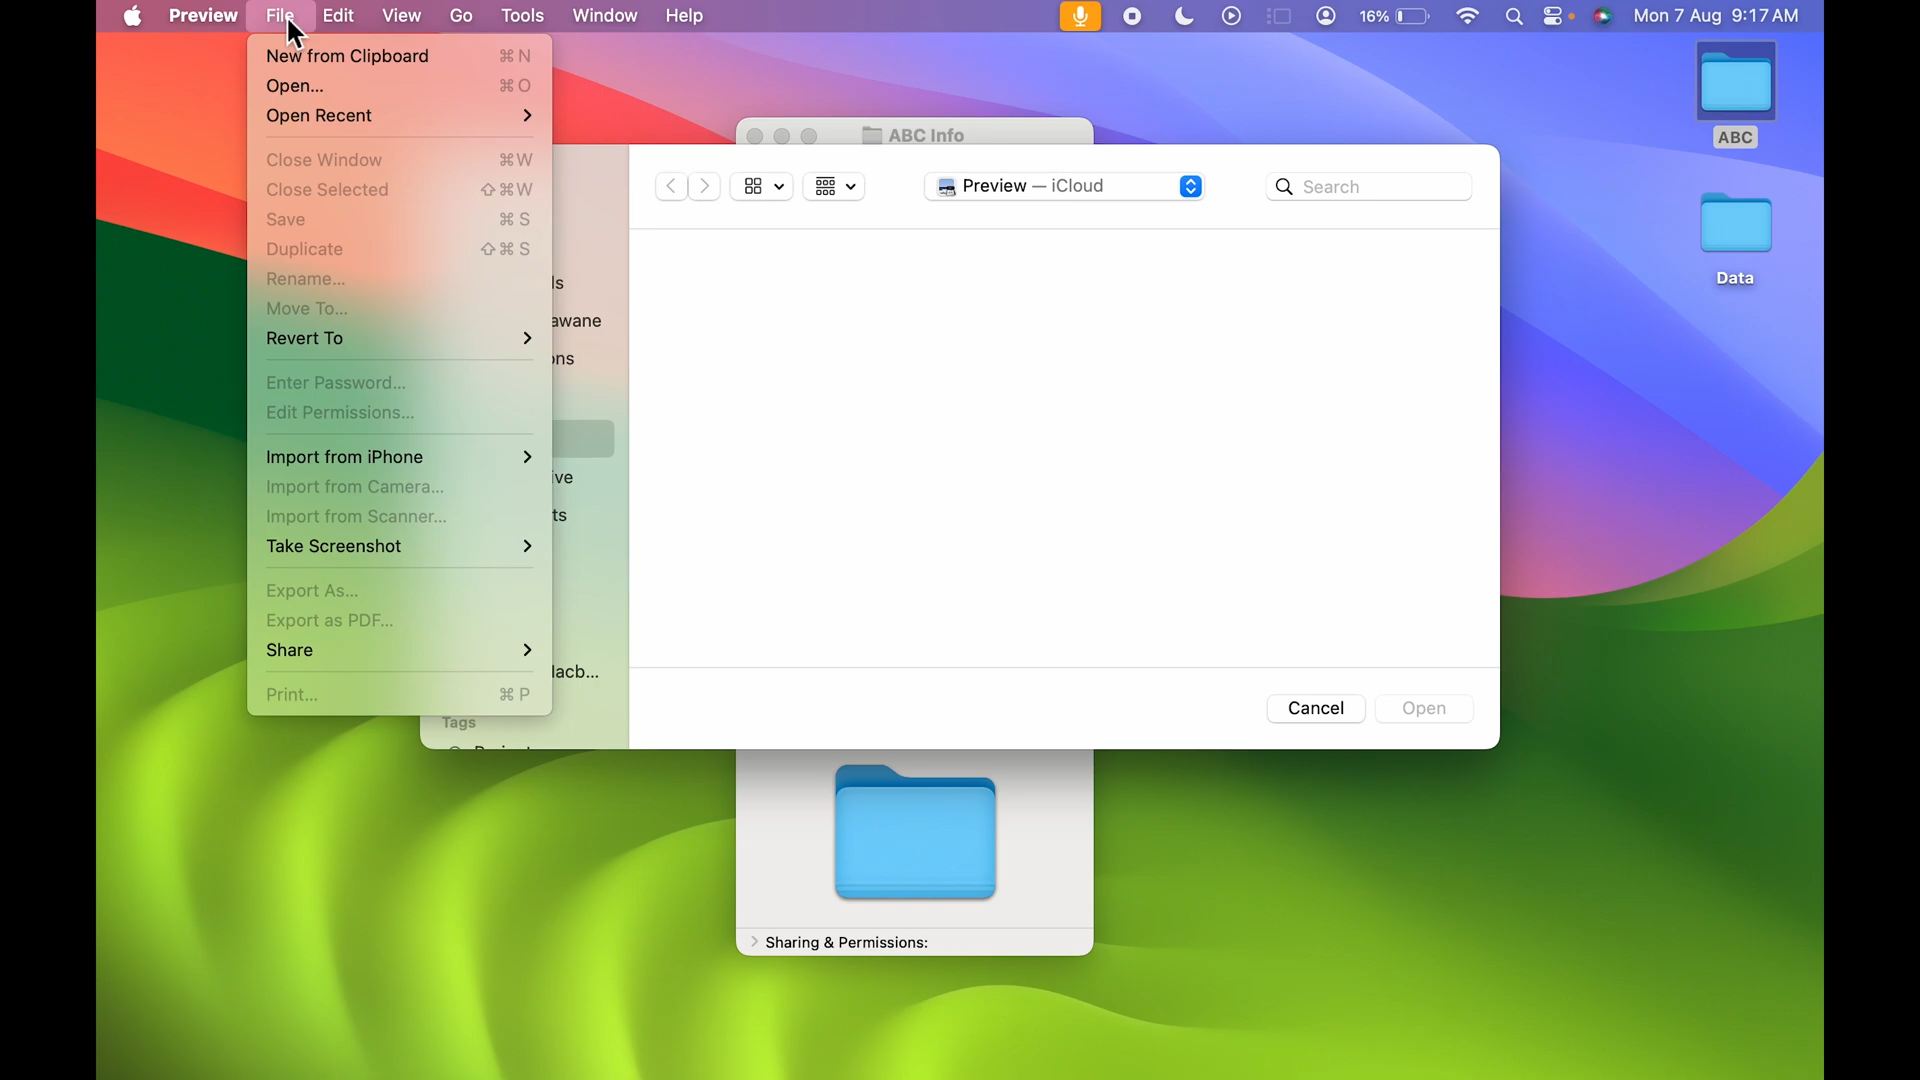 Preview File Edit View Go Tools Window Help 16% Mon 7 Aug 9:17 AM
New from Clipboard ⌘ N
Open... ⌘ O
Open Recent
Close Window ⌘ W
Close Selected ⇧ ⌘ W
Save ⌘ S
Duplicate ⇧ ⌘ S
Rename...
Move To...
Revert To
Enter Password...
Edit Permissions...
Import from iPhone
Import from Camera...
Import from Scanner...
Take Screenshot
Export As...
Export as PDF...
Share
Print... ⌘ P
ls
awane
ons
ive
ts
lacb...
Tags
ABC Info
Preview — iCloud
Search
Cancel Open
Sharing & Permissions:
ABC
Data